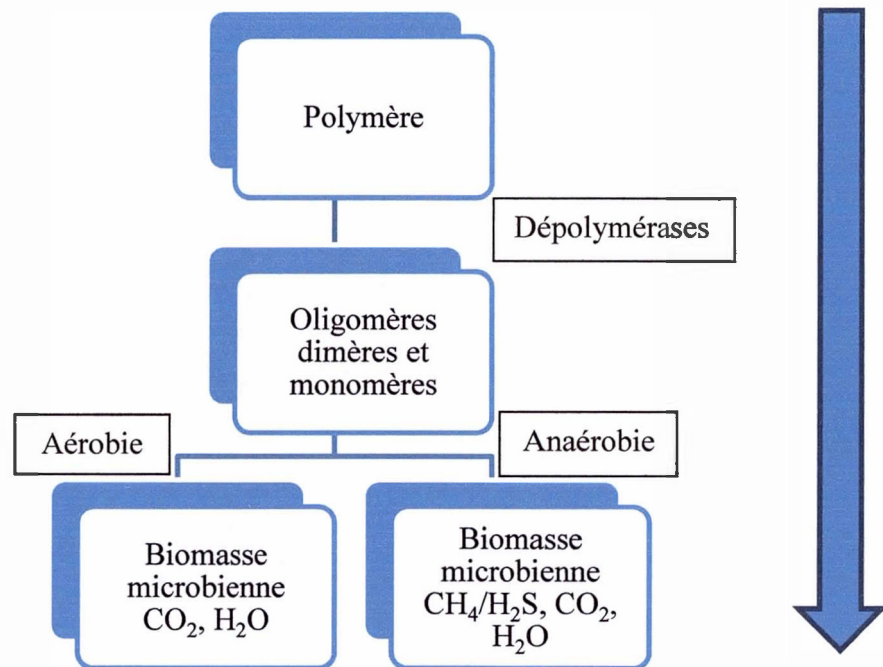 Polymère
Dépolymérases
Oligomères
dimères et
monomères
Aérobie
Anaérobie
Biomasse
microbienne
CO₂, H₂O
Biomasse
microbienne
CH₄/H₂S, CO₂,
H₂O